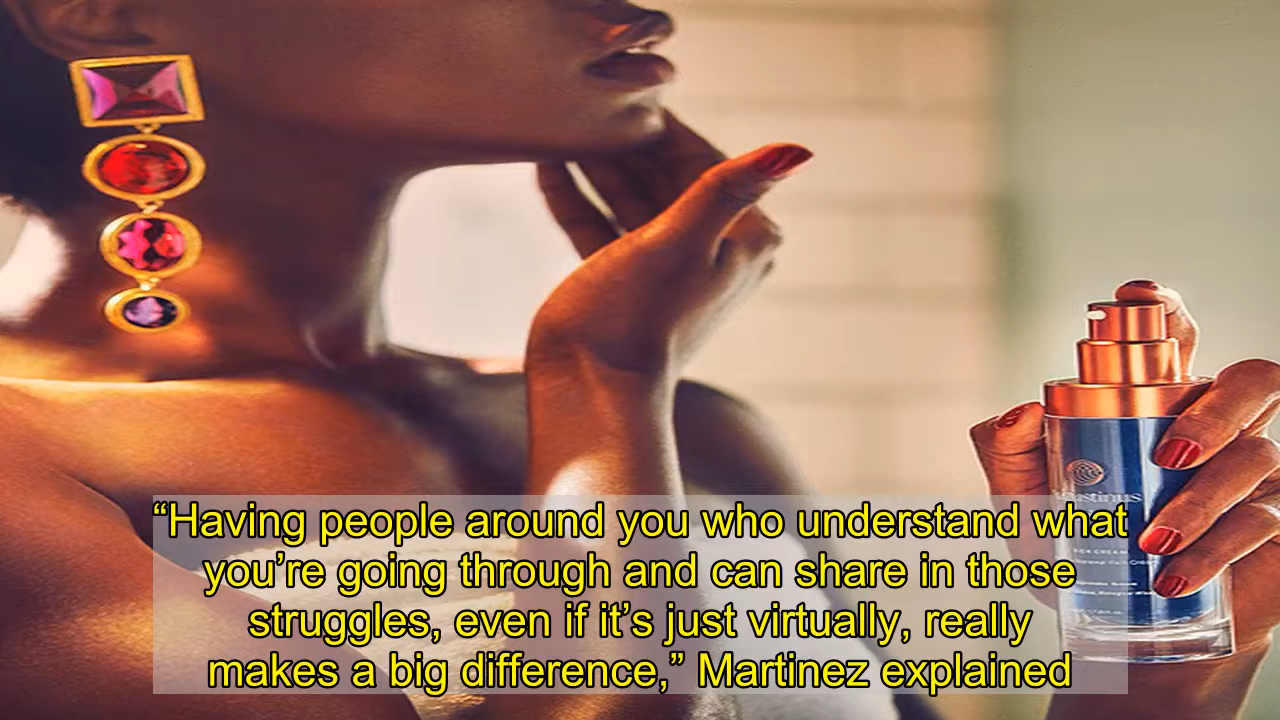 “Having people around you who understand what
you’re going through and can share in those
struggles, even if it’s just virtually, really
makes a big difference,” Martinez explained